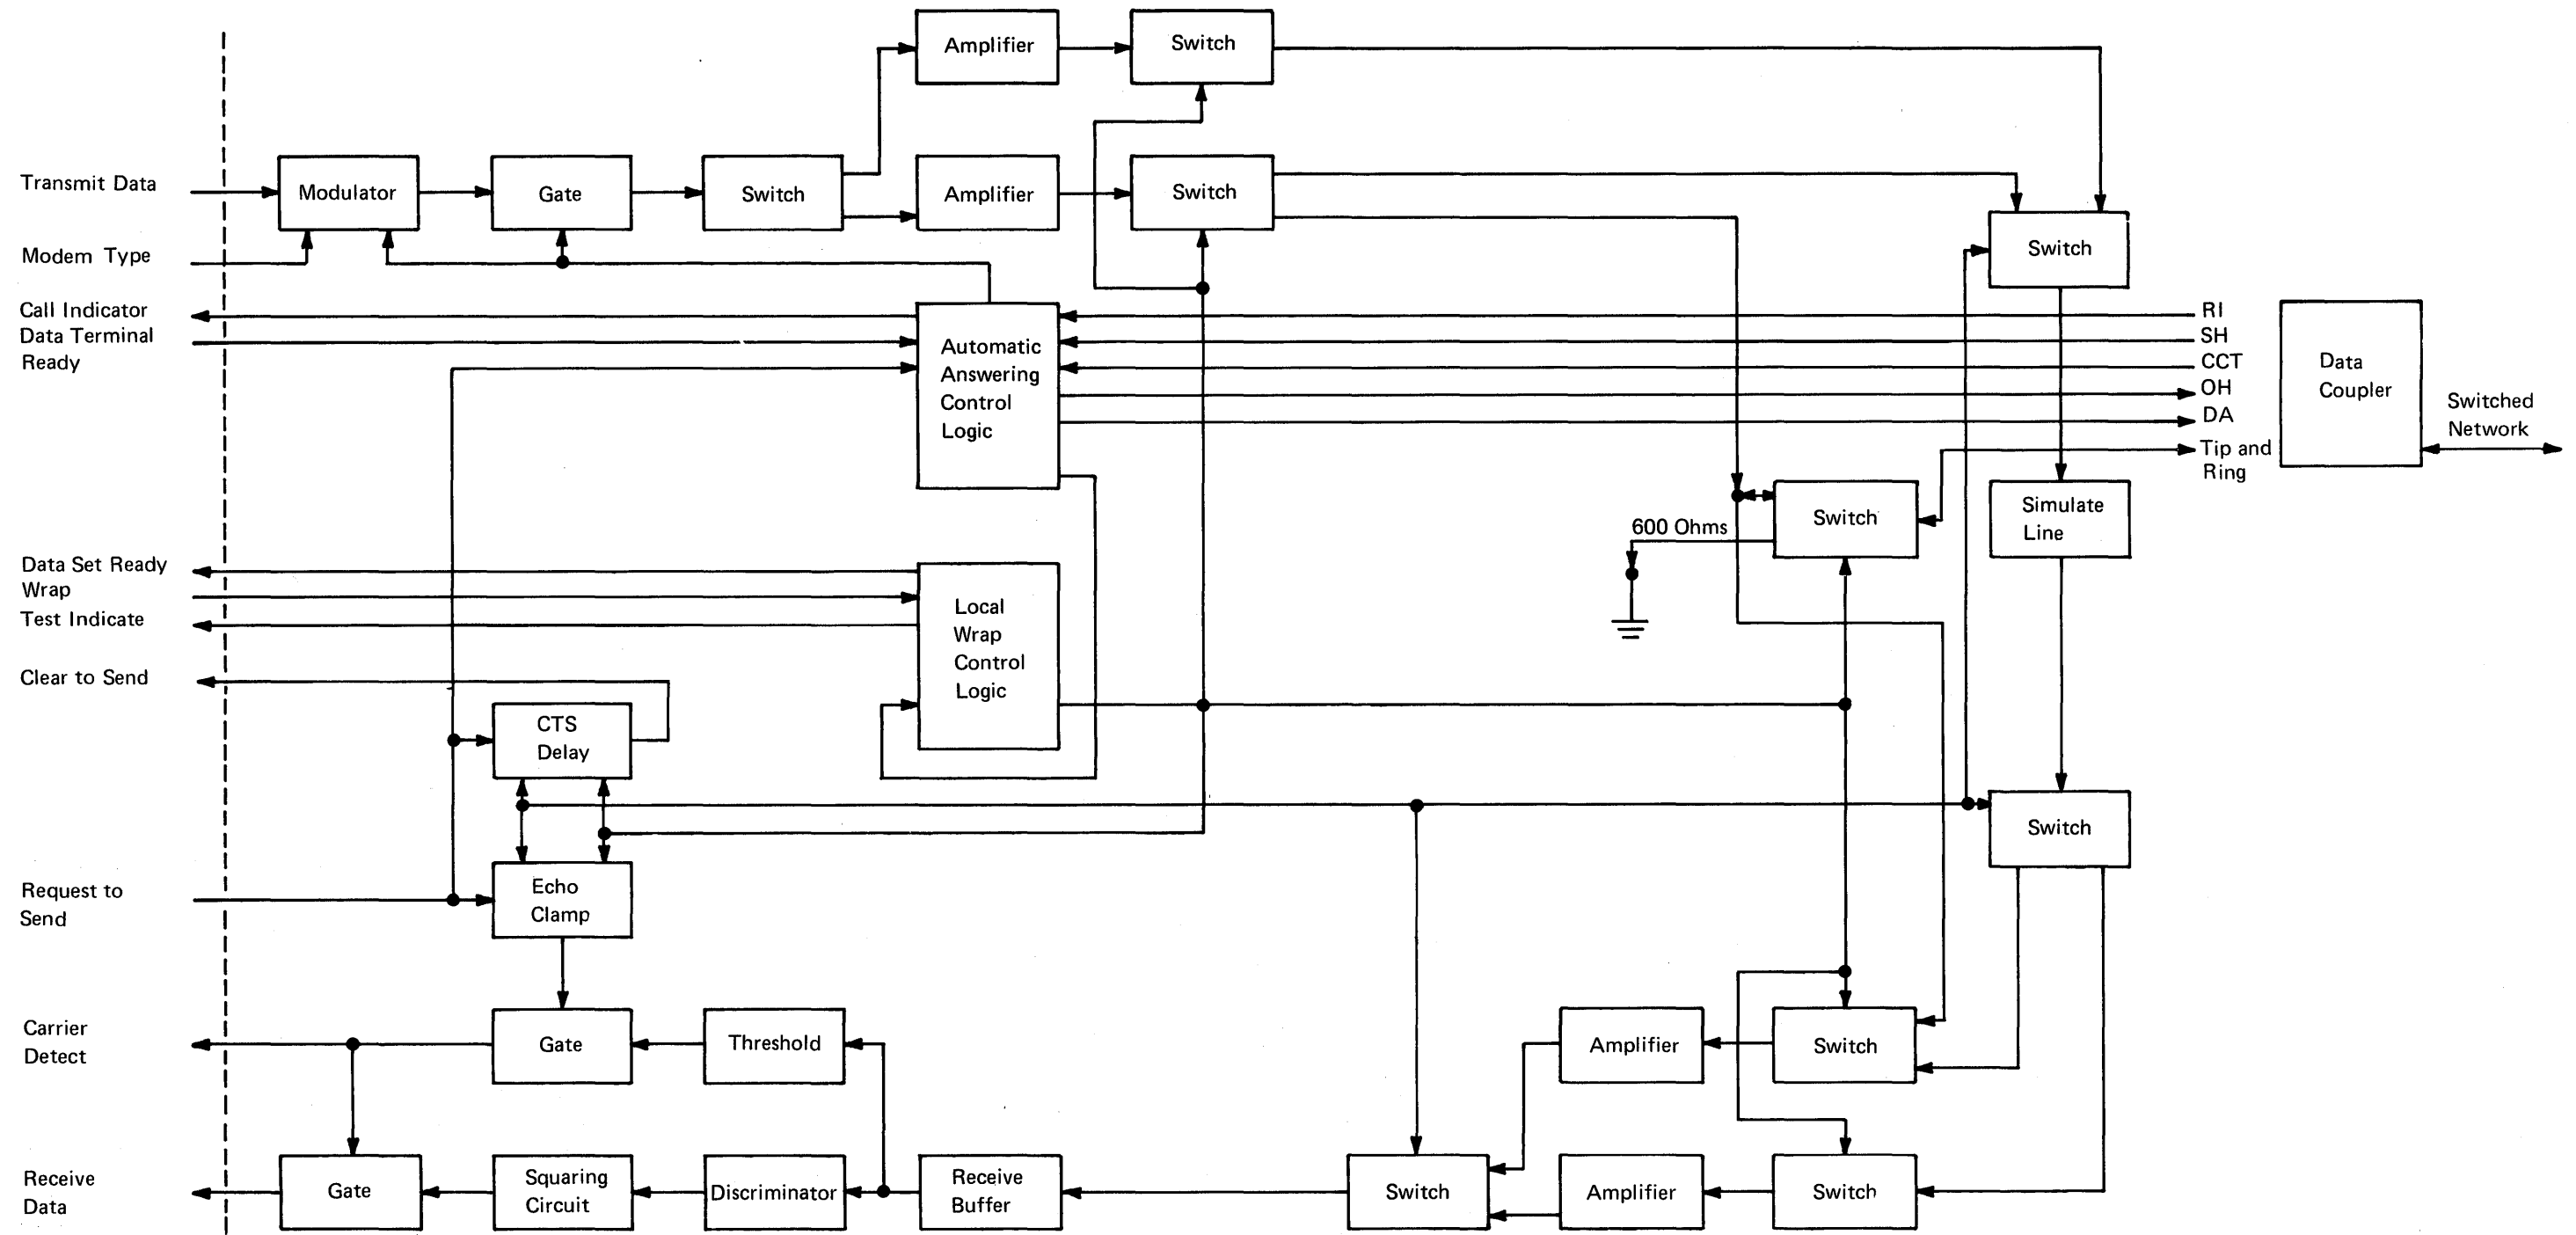 Amplifier
Switch
Transmit Data
Modulator
Gate
Switch
Amplifier
Switch
Modem Type
Switch
Call Indicator
Data Terminal
Ready
Automatic
Answering
Control
Logic
RI
SH
CCT
OH
DA
Tip and
Ring
Data
Coupler
Switched
Network
600 Ohms
Switch
Simulate
Line
Data Set Ready
Wrap
Test Indicate
Local
Wrap
Control
Logic
Clear to Send
CTS
Delay
Switch
Request to
Send
Echo
Clamp
Carrier
Detect
Gate
Threshold
Amplifier
Switch
Receive
Data
Gate
Squaring
Circuit
Discriminator
Receive
Buffer
Switch
Amplifier
Switch